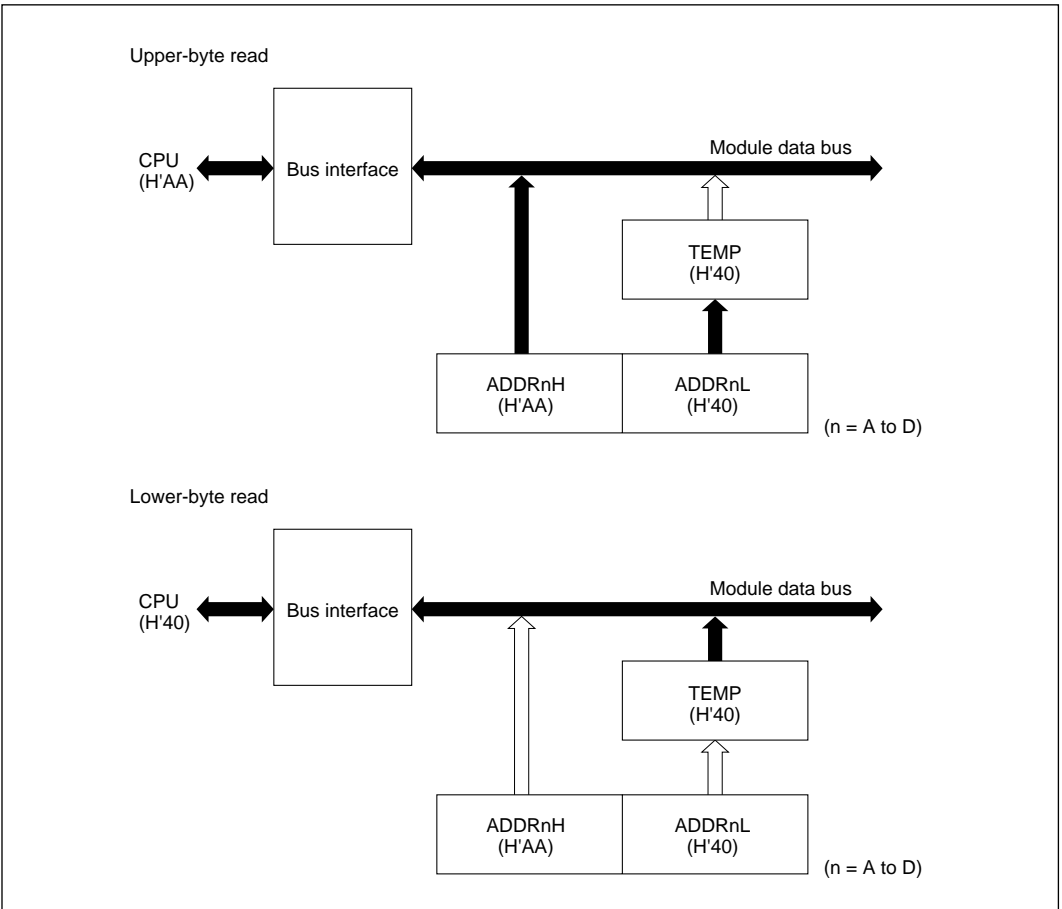 Upper-byte read
CPU
(H'AA)
Bus interface
Module data bus
TEMP
(H'40)
ADDRnH
(H'AA)
ADDRnL
(H'40)
(n = A to D)
Lower-byte read
CPU
(H'40)
Bus interface
Module data bus
TEMP
(H'40)
ADDRnH
(H'AA)
ADDRnL
(H'40)
(n = A to D)